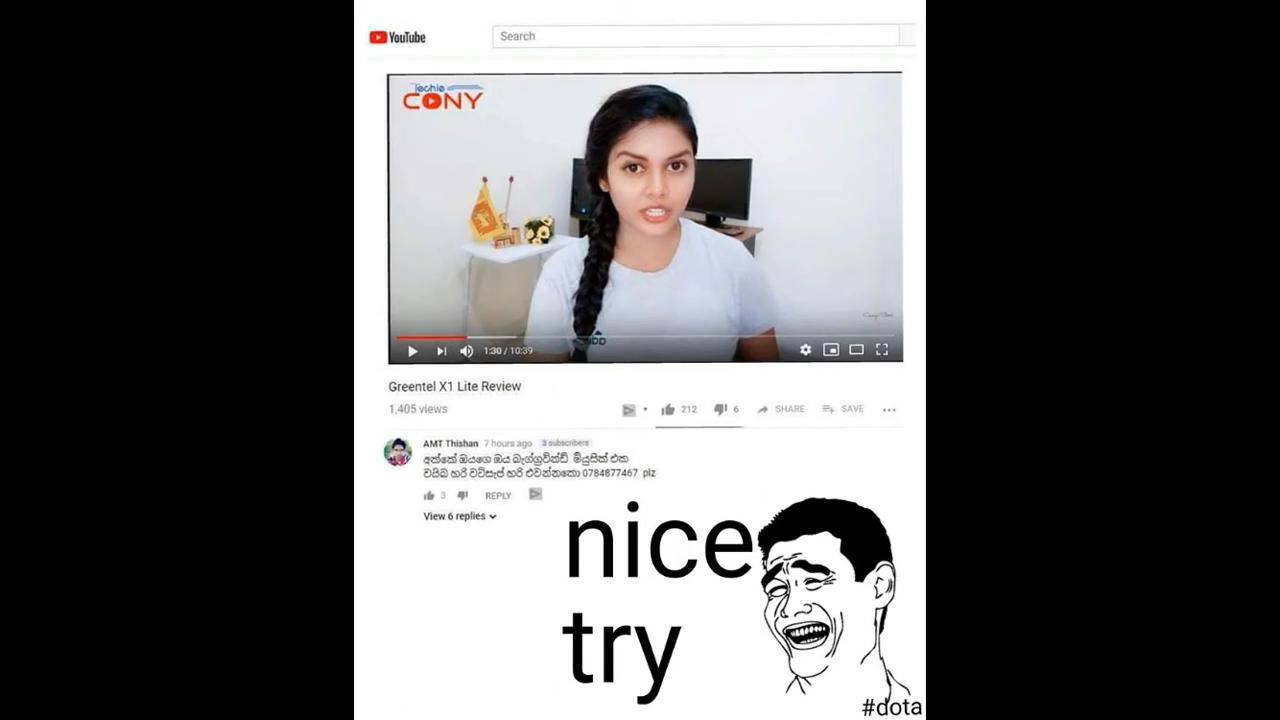 YouTube
Search
Techie
CONY
1:30 / 10:39
Greentel X1 Lite Review
1,405 views
212
6
SHARE
SAVE
AMT Thishan 7 hours ago 3 subscribers
අක්කේ ඔයගෙ ඔය බැග්ග්‍රවින්ඩ් මියුසික් එක
වයිබ හරි වට්සැප් හරි එවන්නකො 0784877467 plz
3
REPLY
View 6 replies
nice
try
#dota